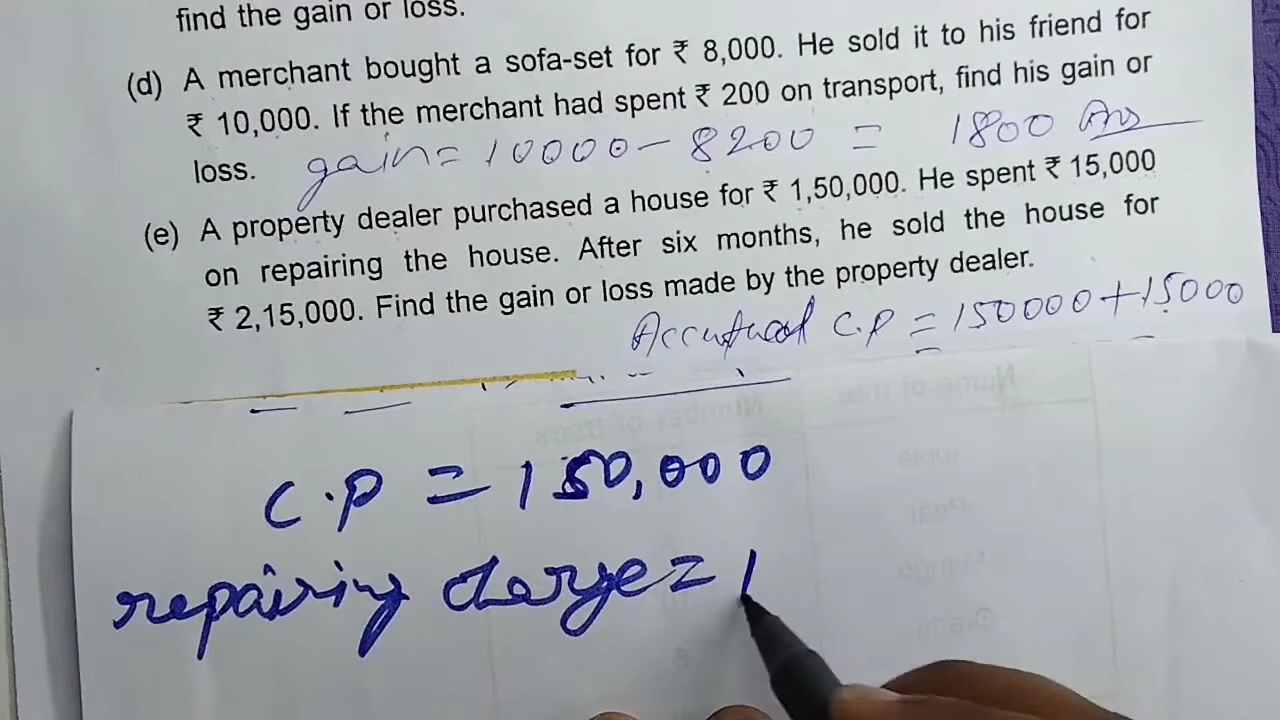 find the gain or loss.
(d) A merchant bought a sofa-set for ₹ 8,000. He sold it to his friend for
₹ 10,000. If the merchant had spent ₹ 200 on transport, find his gain or
loss. gain = 10000 - 8200 = 1800 Ans
(e) A property dealer purchased a house for ₹ 1,50,000. He spent ₹ 15,000
on repairing the house. After six months, he sold the house for
₹ 2,15,000. Find the gain or loss made by the property dealer.
C.P = 150000 + 15000
C.P = 150,000
repairing charge = 1